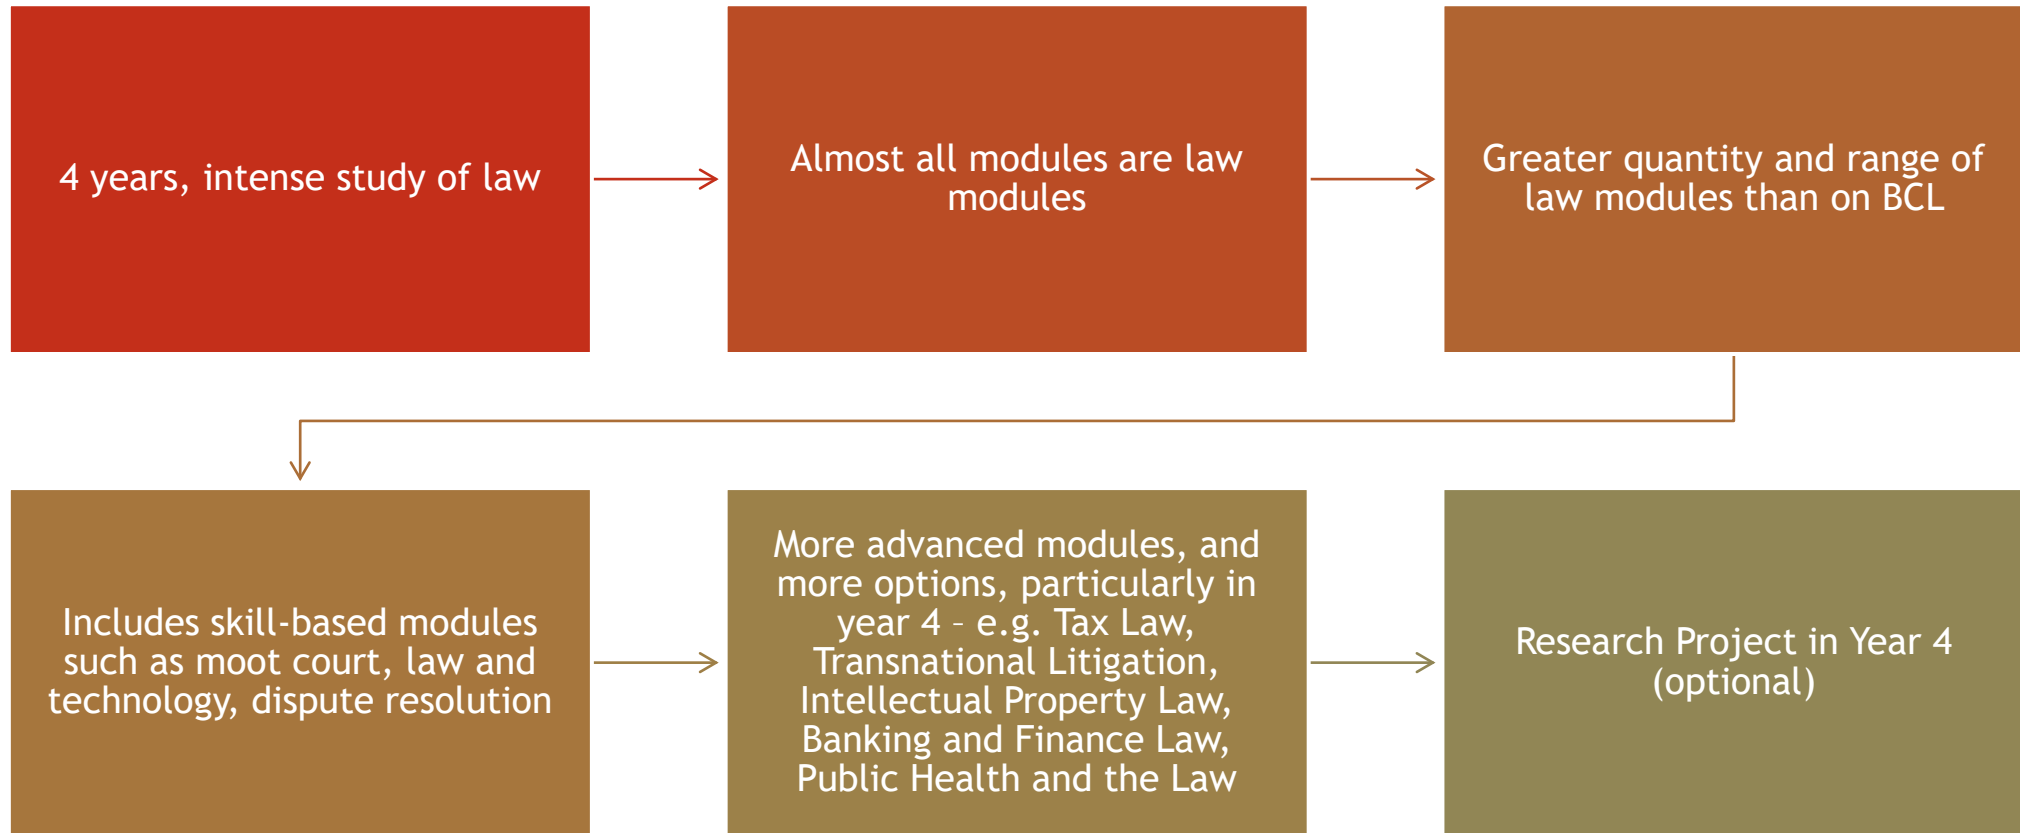 4 years, intense study of law
Almost all modules are law
modules
Greater quantity and range of
law modules than on BCL
Includes skill-based modules
such as moot court, law and
technology, dispute resolution
More advanced modules, and
more options, particularly in
year 4 – e.g. Tax Law,
Transnational Litigation,
Intellectual Property Law,
Banking and Finance Law,
Public Health and the Law
Research Project in Year 4
(optional)